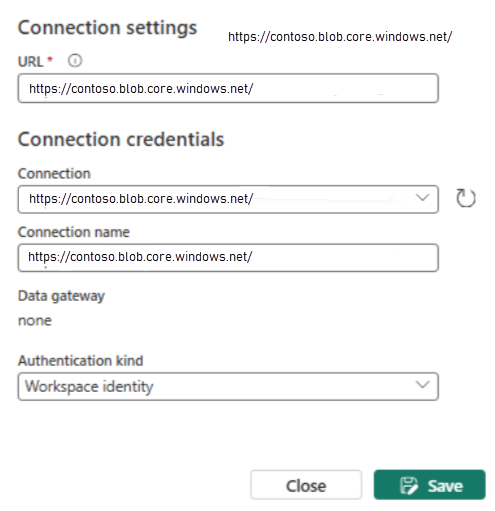 Connection settings
https://contoso.blob.core.windows.net/
URL *
https://contoso.blob.core.windows.net/
Connection credentials
Connection
https://contoso.blob.core.windows.net/
Connection name
https://contoso.blob.core.windows.net/
Data gateway
none
Authentication kind
Workspace identity
Close Save